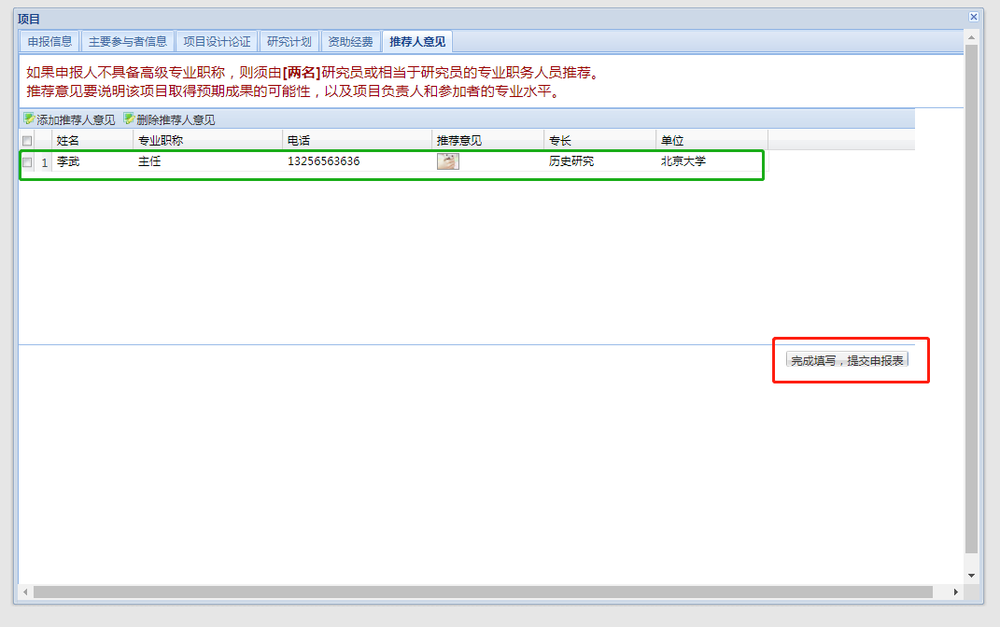 项目
申报信息 主要参与者信息 项目设计论证 研究计划 资助经费 推荐人意见
如果申报人不具备高级专业职称，则须由[两名]研究员或相当于研究员的专业职务人员推荐。
推荐意见要说明该项目取得预期成果的可能性，以及项目负责人和参加者的专业水平。
添加推荐人意见 删除推荐人意见
姓名 专业职称 电话 推荐意见 专长 单位
1 李武 主任 13256563636 历史研究 北京大学
完成填写，提交申报表